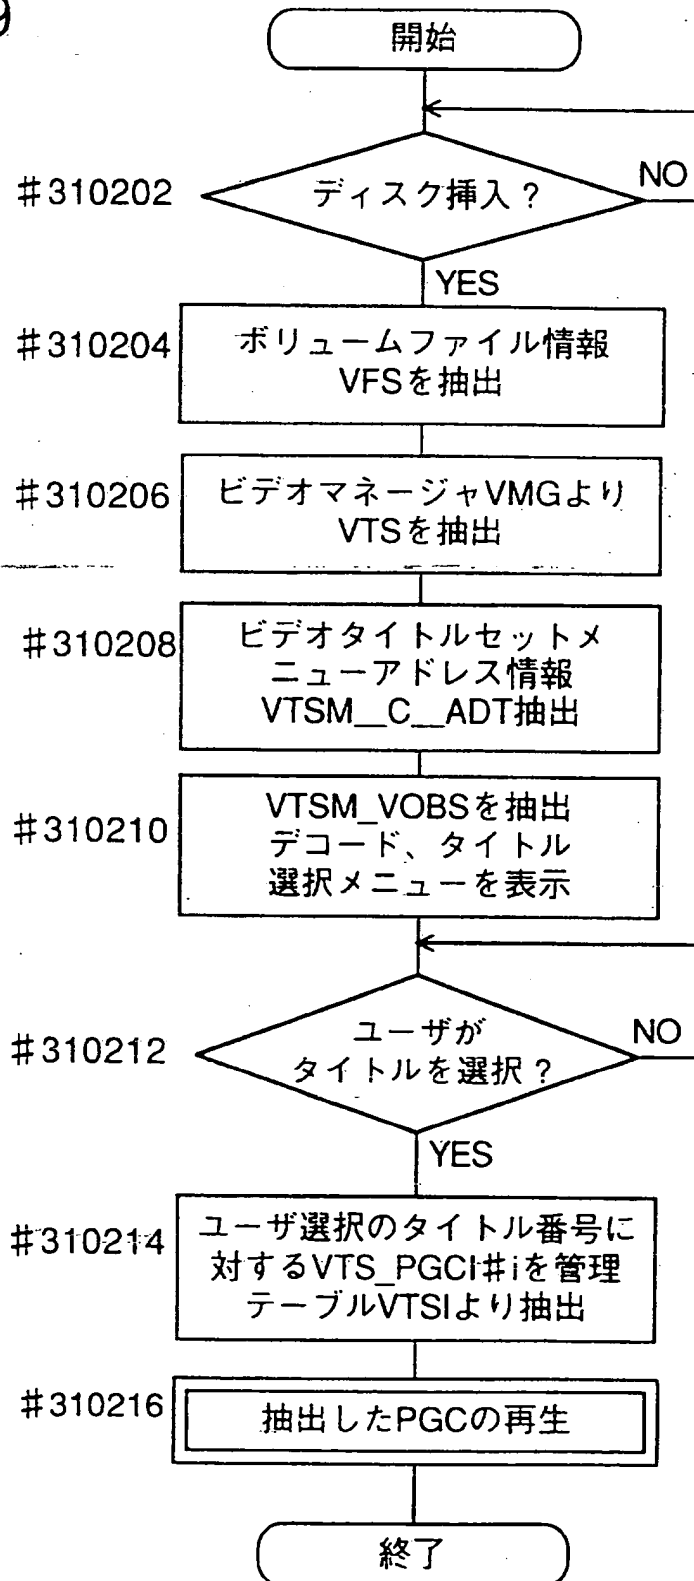 9
開始
#310202
ディスク挿入？
NO
YES
#310204
ボリュームファイル情報
VFSを抽出
#310206
ビデオマネージャVMGより
VTSを抽出
#310208
ビデオタイトルセットメ
ニューアドレス情報
VTSM__C__ADT抽出
#310210
VTSM_VOBSを抽出
デコード、タイトル
選択メニューを表示
#310212
ユーザが
タイトルを選択？
NO
YES
#310214
ユーザ選択のタイトル番号に
対するVTS_PGCI#iを管理
テーブルVTSIより抽出
#310216
抽出したPGCの再生
終了